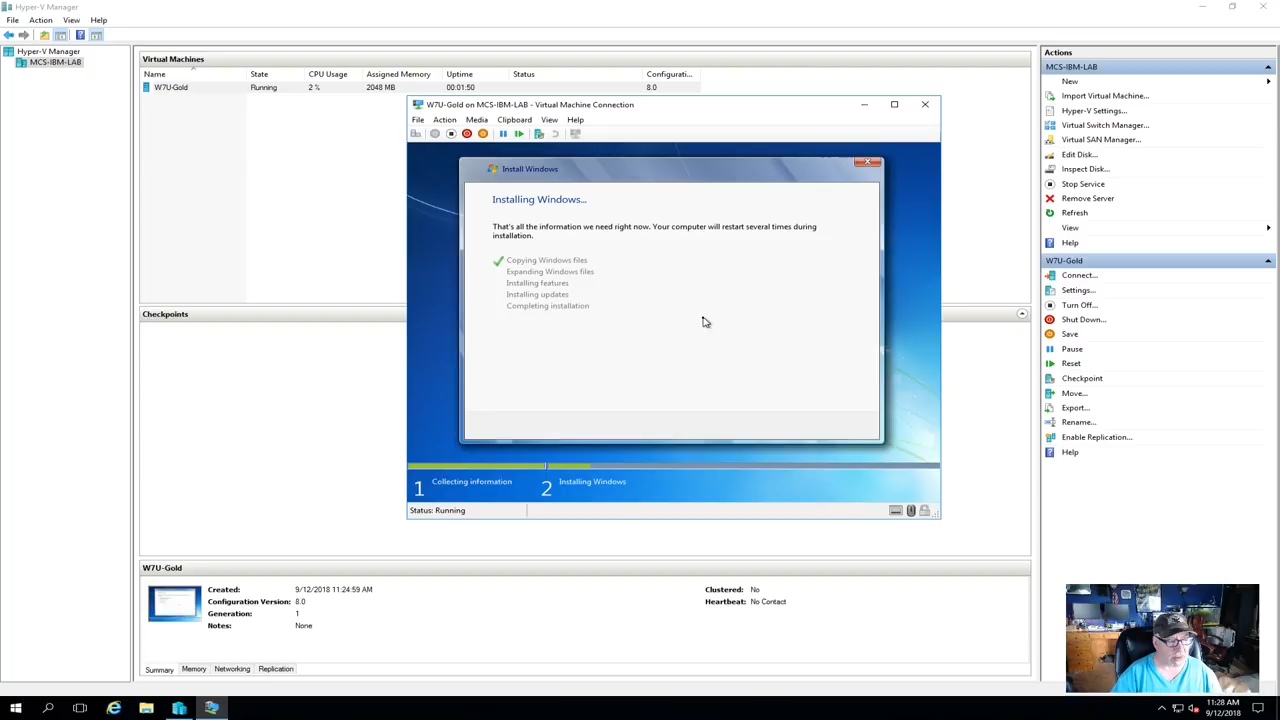 Hyper-V Manager
File Action View Help
Hyper-V Manager
MCS-IBM-LAB
Virtual Machines
Name State CPU Usage Assigned Memory Uptime Status Configurati...
W7U-Gold Running 2 % 2048 MB 00:01:50 8.0
W7U-Gold on MCS-IBM-LAB - Virtual Machine Connection
File Action Media Clipboard View Help
Install Windows
Installing Windows...
That's all the information we need right now. Your computer will restart several times during
installation.
Copying Windows files
Expanding Windows files
Installing features
Installing updates
Completing installation
1 Collecting information 2 Installing Windows
Status: Running
Checkpoints
W7U-Gold
Created: 9/12/2018 11:24:59 AM Clustered: No
Configuration Version: 8.0 Heartbeat: No Contact
Generation: 1
Notes: None
Summary Memory Networking Replication
Actions
MCS-IBM-LAB
New
Import Virtual Machine...
Hyper-V Settings...
Virtual Switch Manager...
Virtual SAN Manager...
Edit Disk...
Inspect Disk...
Stop Service
Remove Server
Refresh
View
Help
W7U-Gold
Connect...
Settings...
Turn Off...
Shut Down...
Save
Pause
Reset
Checkpoint
Move...
Export...
Rename...
Enable Replication...
Help
11:28 AM
9/12/2018